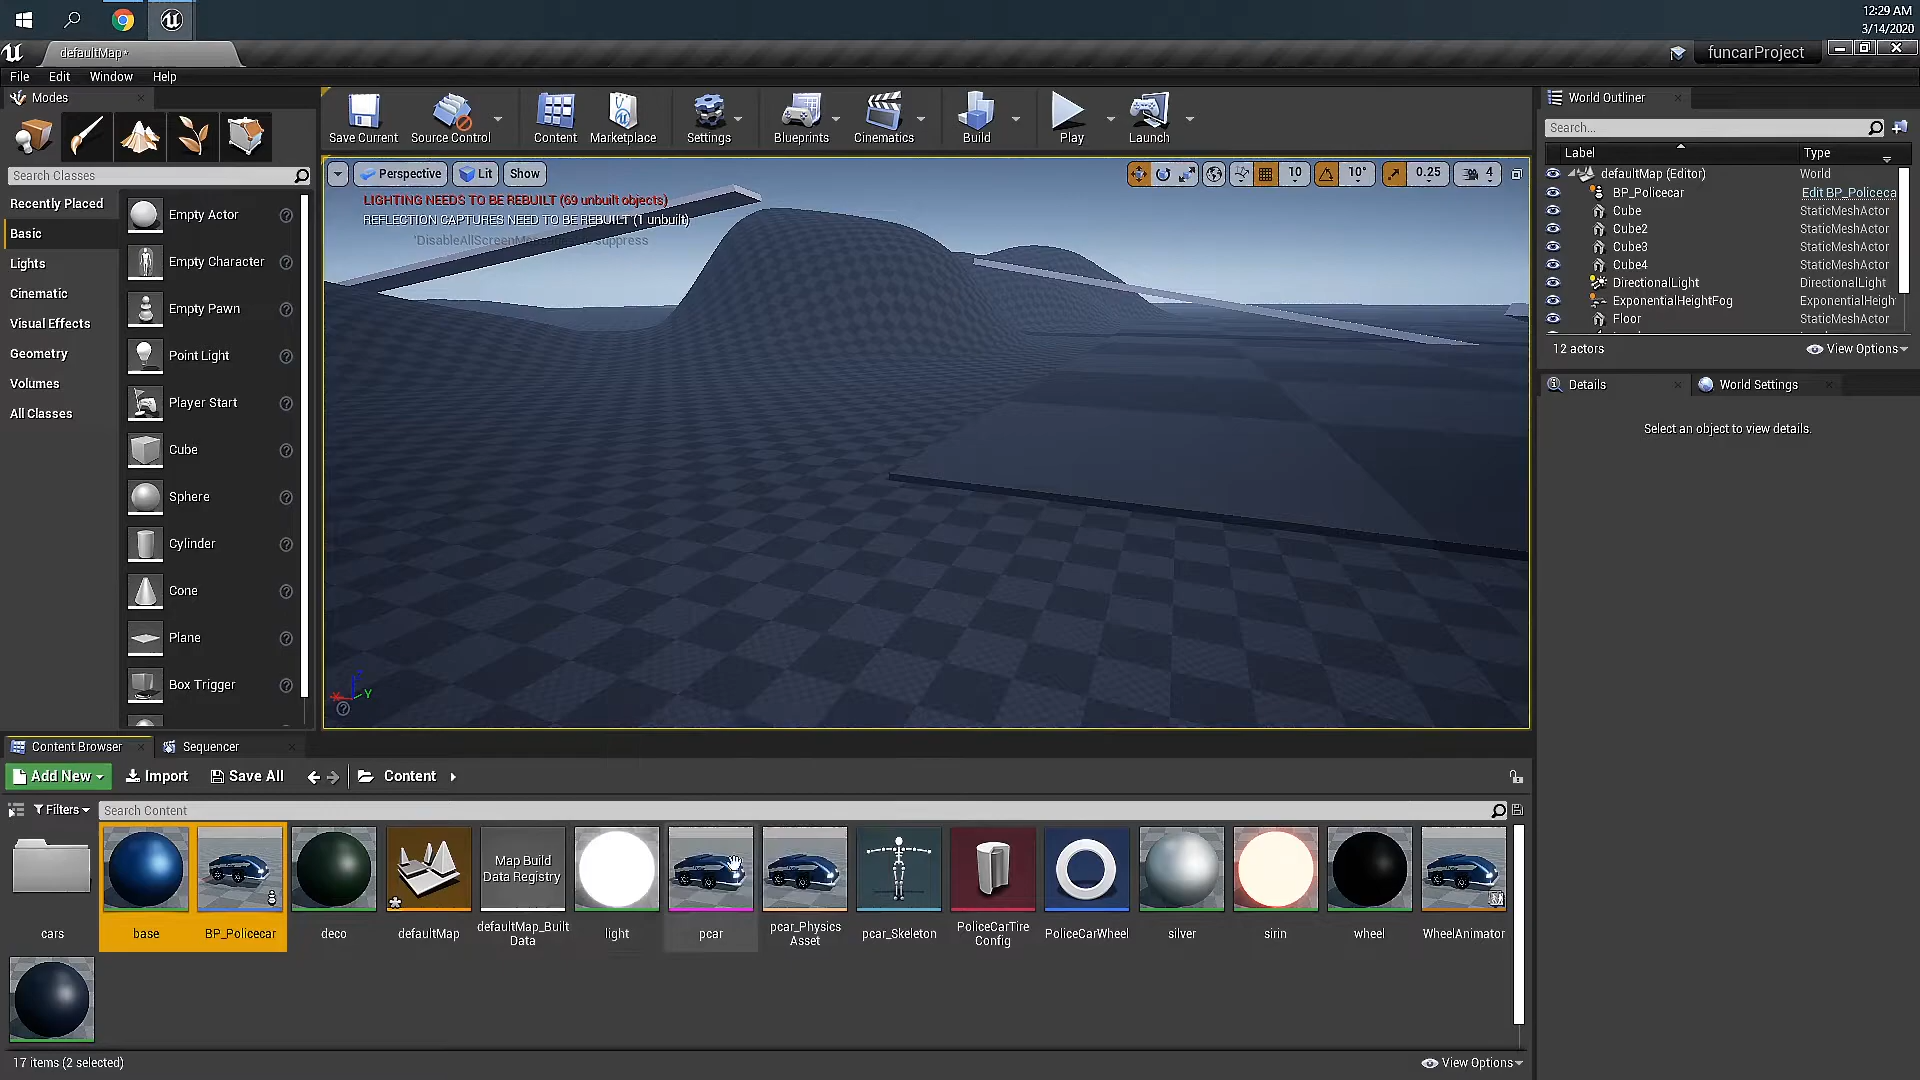 12:29 AM
3/14/2020
defaultMap*
funcarProject
File Edit Window Help
Modes
Search Classes
Recently Placed
Basic
Lights
Cinematic
Visual Effects
Geometry
Volumes
All Classes
Empty Actor
Empty Character
Empty Pawn
Point Light
Player Start
Cube
Sphere
Cylinder
Cone
Plane
Box Trigger
Save Current Source Control Content Marketplace Settings Blueprints Cinematics Build Play Launch
Perspective Lit Show 10 10° 0.25 4
LIGHTING NEEDS TO BE REBUILT (69 unbuilt objects)
REFLECTION CAPTURES NEED TO BE REBUILT (1 unbuilt)
suppress
Y
World Outliner
Search...
Label Type
defaultMap (Editor) World
BP_Policecar Edit BP_Policeca
Cube StaticMeshActor
Cube2 StaticMeshActor
Cube3 StaticMeshActor
Cube4 StaticMeshActor
DirectionalLight DirectionalLight
ExponentialHeightFog ExponentialHeigh
Floor StaticMeshActor
12 actors View Options
Details World Settings
Select an object to view details.
Content Browser Sequencer
Add New Import Save All Content
Filters Search Content
Map Build
Data Registry
cars
base
BP_Policecar
deco
defaultMap
defaultMap_Built
Data
light
pcar
pcar_Physics
Asset
pcar_Skeleton
PoliceCarTire
Config
PoliceCarWheel
silver
sirin
wheel
WheelAnimator
17 items (2 selected) View Options